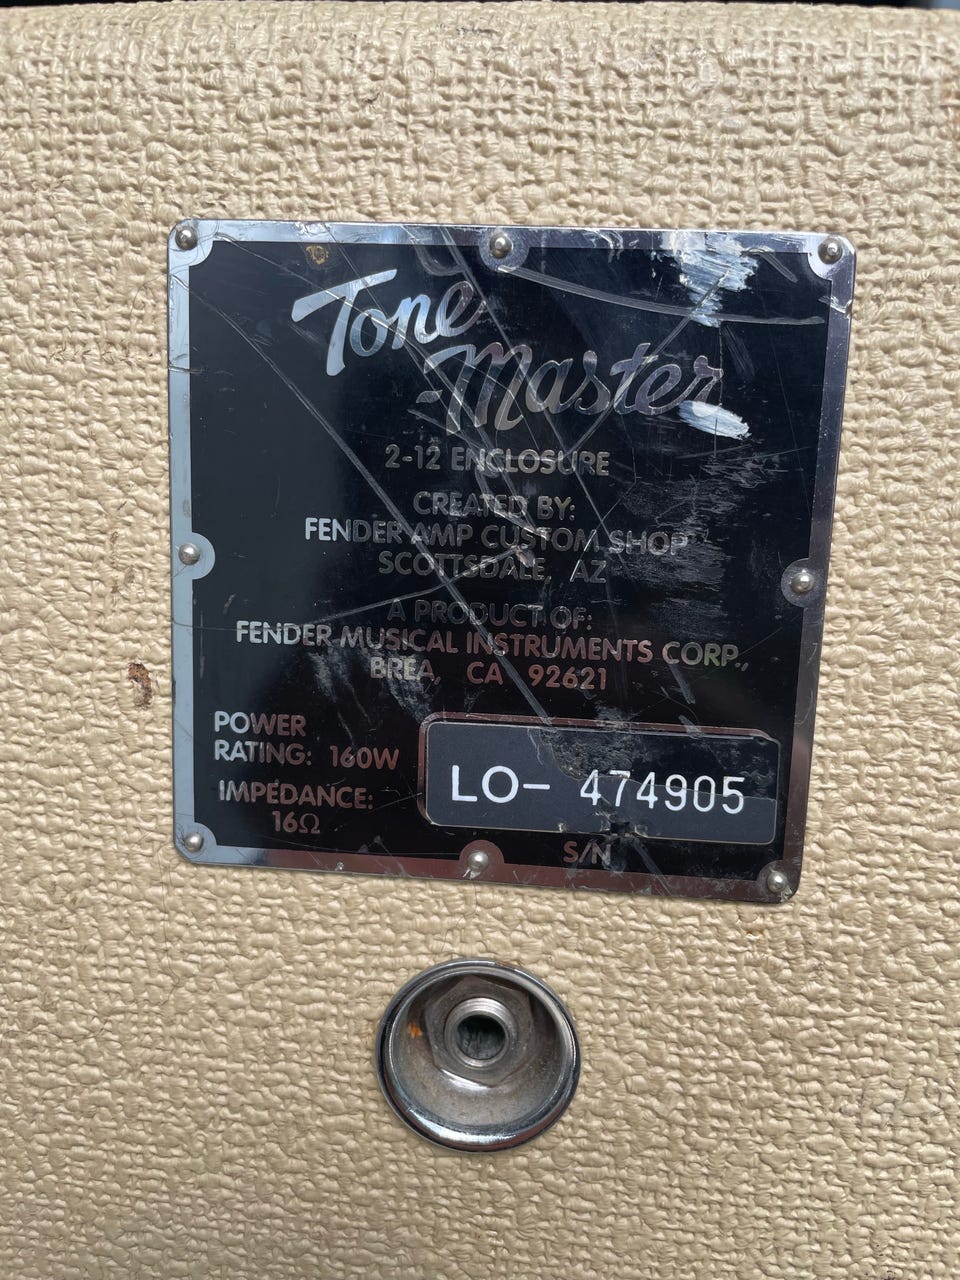 Tone
Master
2-12 ENCLOSURE
CREATED BY:
FENDER AMP CUSTOM SHOP
SCOTTSDALE, AZ
A PRODUCT OF:
FENDER MUSICAL INSTRUMENTS CORP.,
BREA, CA 92621
POWER
RATING: 160W
IMPEDANCE:
16Ω
LO- 474905
S/N